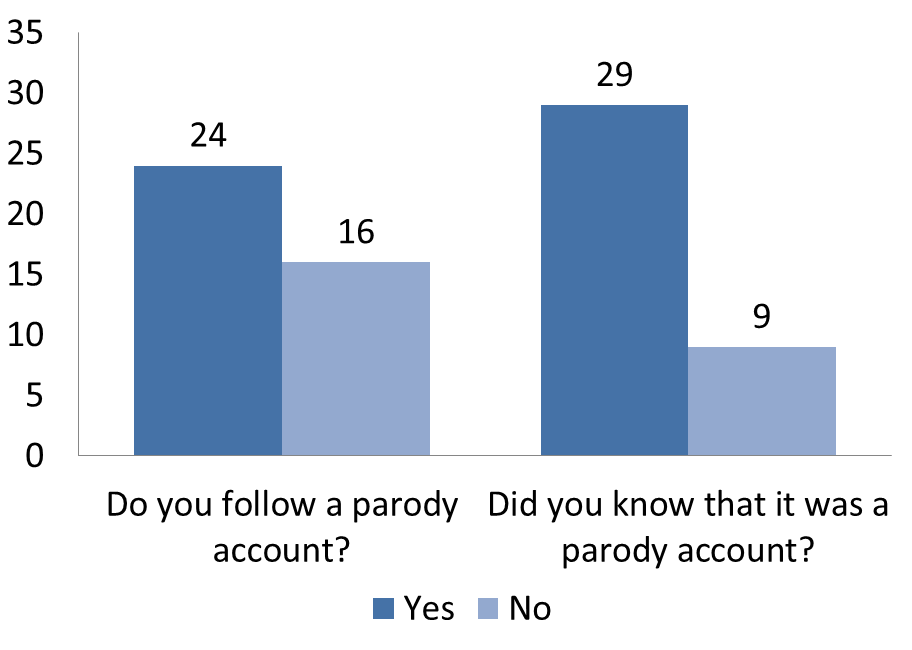 35
30
25
20
15
10
5
0
24
16
29
9
Do you follow a parody
account?
Did you know that it was a
parody account?
Yes
No